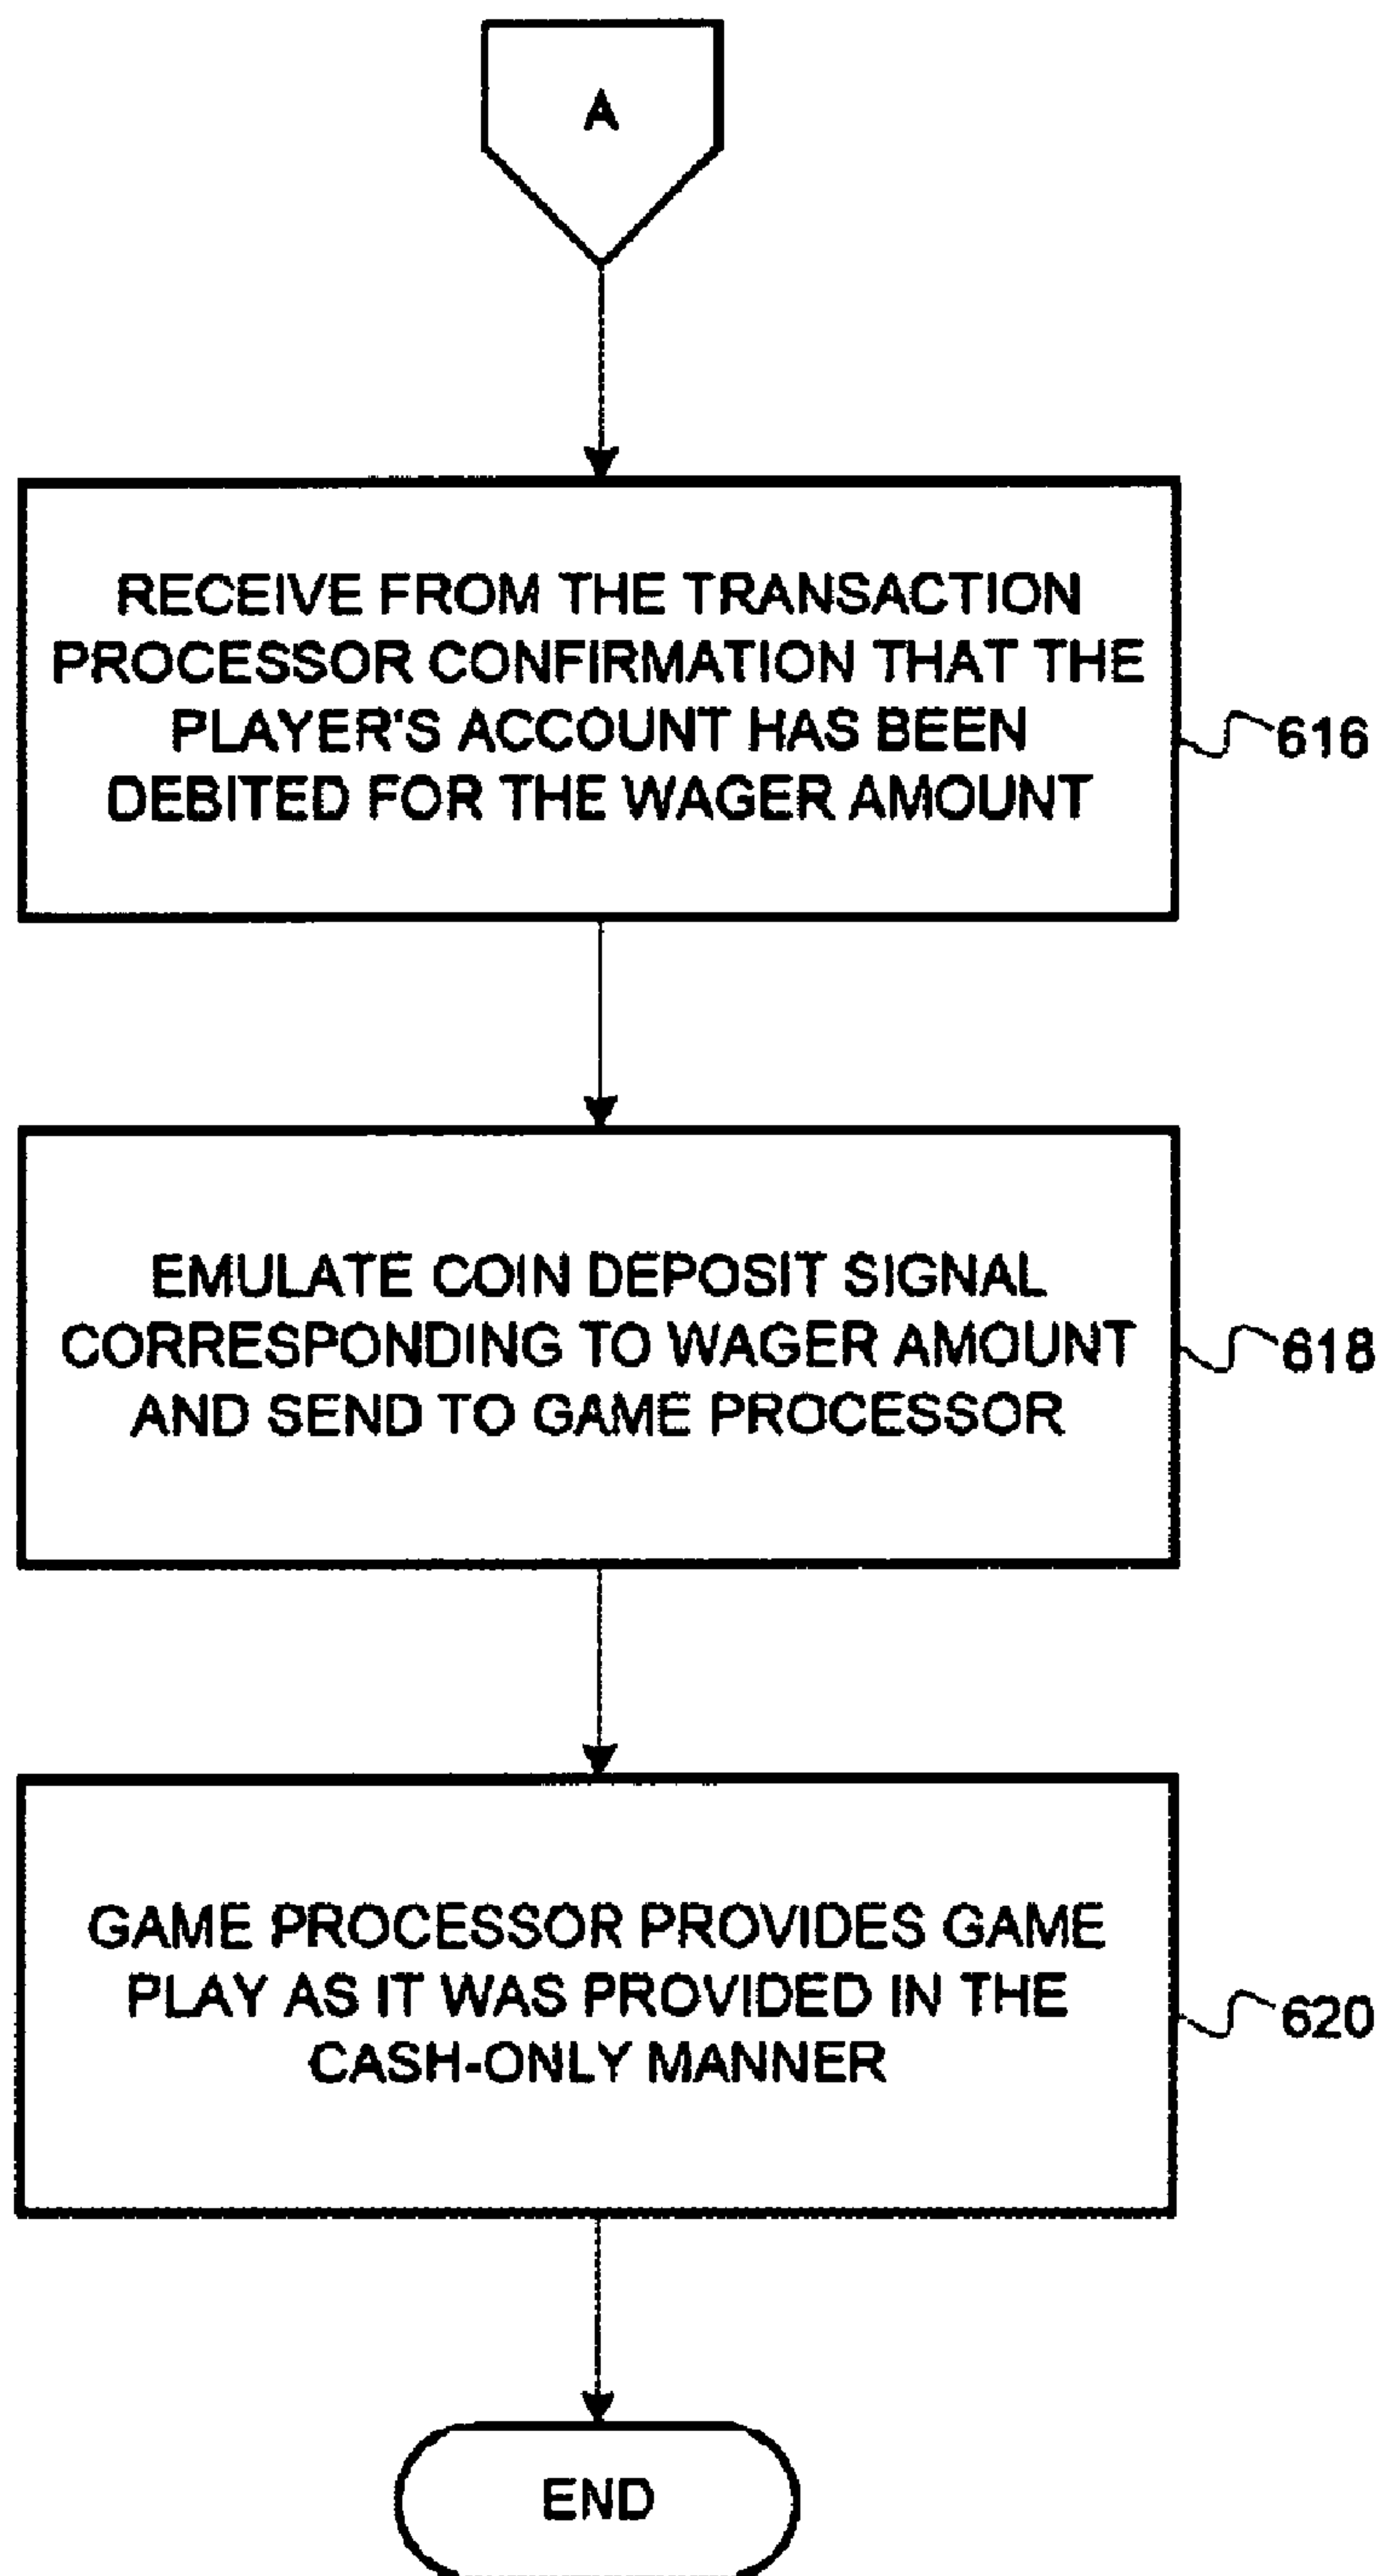 A
RECEIVE FROM THE TRANSACTION
PROCESSOR CONFIRMATION THAT THE
PLAYER'S ACCOUNT HAS BEEN
DEBITED FOR THE WAGER AMOUNT
616
EMULATE COIN DEPOSIT SIGNAL
CORRESPONDING TO WAGER AMOUNT
AND SEND TO GAME PROCESSOR
618
GAME PROCESSOR PROVIDES GAME
PLAY AS IT WAS PROVIDED IN THE
CASH-ONLY MANNER
620
END